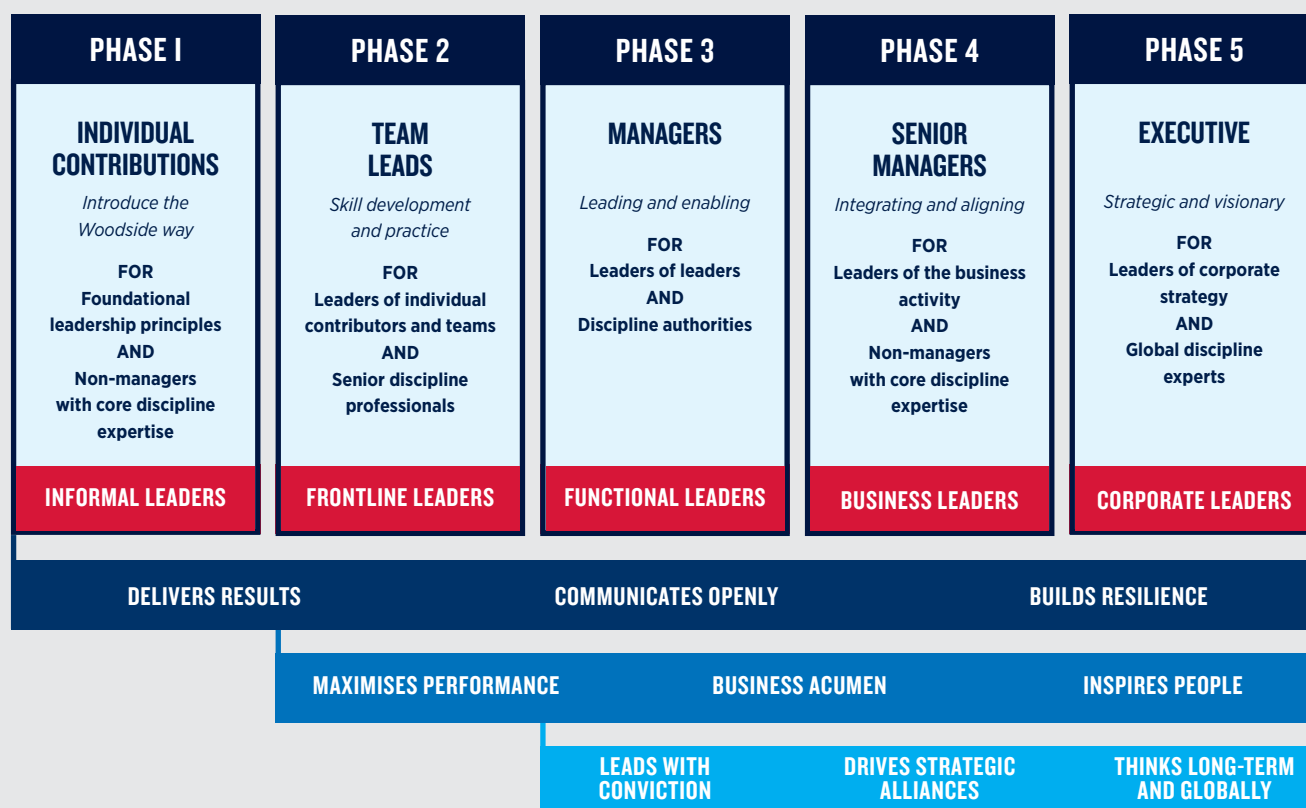 PHASE 1
INDIVIDUAL
CONTRIBUTIONS
Introduce the
Woodside way
FOR
Foundational
leadership principles
AND
Non-managers
with core discipline
expertise
INFORMAL LEADERS
PHASE 2
TEAM
LEADS
Skill development
and practice
FOR
Leaders of individual
contributors and teams
AND
Senior discipline
professionals
FRONTLINE LEADERS
PHASE 3
MANAGERS
Leading and enabling
FOR
Leaders of leaders
AND
Discipline authorities
FUNCTIONAL LEADERS
PHASE 4
SENIOR
MANAGERS
Integrating and aligning
FOR
Leaders of the business
activity
AND
Non-managers
with core discipline
expertise
BUSINESS LEADERS
PHASE 5
EXECUTIVE
Strategic and visionary
FOR
Leaders of corporate
strategy
AND
Global discipline
experts
CORPORATE LEADERS
DELIVERS RESULTS
COMMUNICATES OPENLY
BUILDS RESILIENCE
MAXIMISES PERFORMANCE
BUSINESS ACUMEN
INSPIRES PEOPLE
LEADS WITH
CONVICTION
DRIVES STRATEGIC
ALLIANCES
THINKS LONG-TERM
AND GLOBALLY